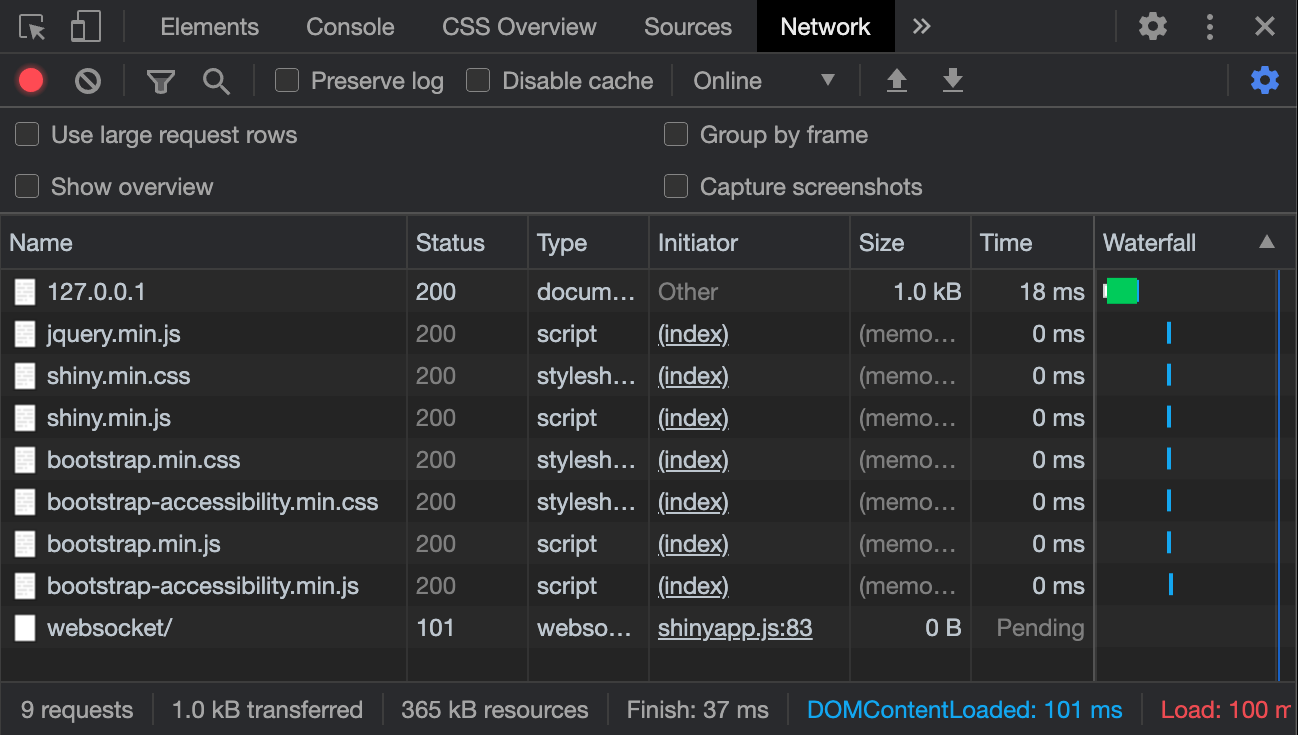 Elements Console CSS Overview Sources Network »
Preserve log Disable cache Online
Use large request rows Group by frame
Show overview Capture screenshots
Name Status Type Initiator Size Time Waterfall
127.0.0.1 200 docum… Other 1.0 kB 18 ms
jquery.min.js 200 script (index) (memo… 0 ms
shiny.min.css 200 stylesh… (index) (memo… 0 ms
shiny.min.js 200 script (index) (memo… 0 ms
bootstrap.min.css 200 stylesh… (index) (memo… 0 ms
bootstrap-accessibility.min.css 200 stylesh… (index) (memo… 0 ms
bootstrap.min.js 200 script (index) (memo… 0 ms
bootstrap-accessibility.min.js 200 script (index) (memo… 0 ms
websocket/ 101 webso… shinyapp.js:83 0 B Pending
9 requests 1.0 kB transferred 365 kB resources Finish: 37 ms DOMContentLoaded: 101 ms Load: 100 m